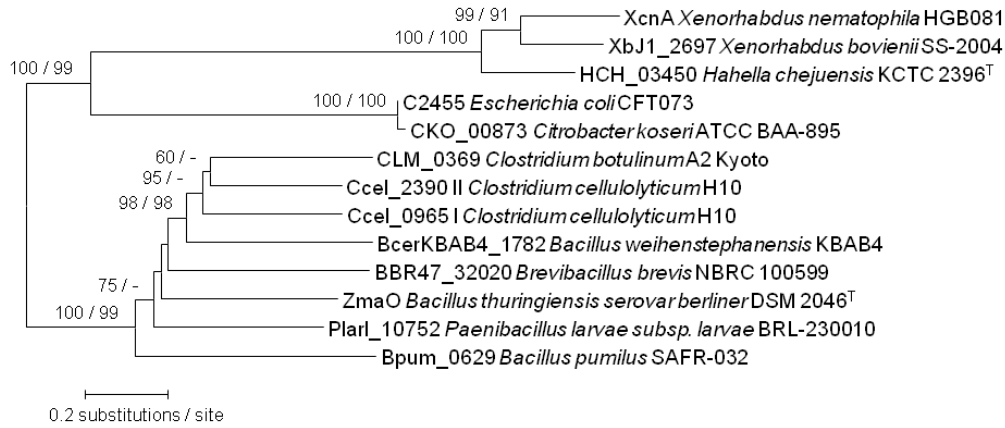 99 / 91
XcnA Xenorhabdus nematophila HGB081
100 / 100
XbJ1_2697 Xenorhabdus bovienii SS-2004
100 / 99
HCH_03450 Hahella chejuensis KCTC 2396T
100 / 100
C2455 Escherichia coli CFT073
CKO_00873 Citrobacter koseri ATCC BAA-895
60 / -
CLM_0369 Clostridium botulinum A2 Kyoto
95 / -
Ccel_2390 II Clostridium cellulolyticum H10
98 / 98
Ccel_0965 I Clostridium cellulolyticum H10
BcerKBAB4_1782 Bacillus weihenstephanensis KBAB4
BBR47_32020 Brevibacillus brevis NBRC 100599
75 / -
ZmaO Bacillus thuringiensis serovar berliner DSM 2046T
100 / 99
Plarl_10752 Paenibacillus larvae subsp. larvae BRL-230010
Bpum_0629 Bacillus pumilus SAFR-032
0.2 substitutions / site